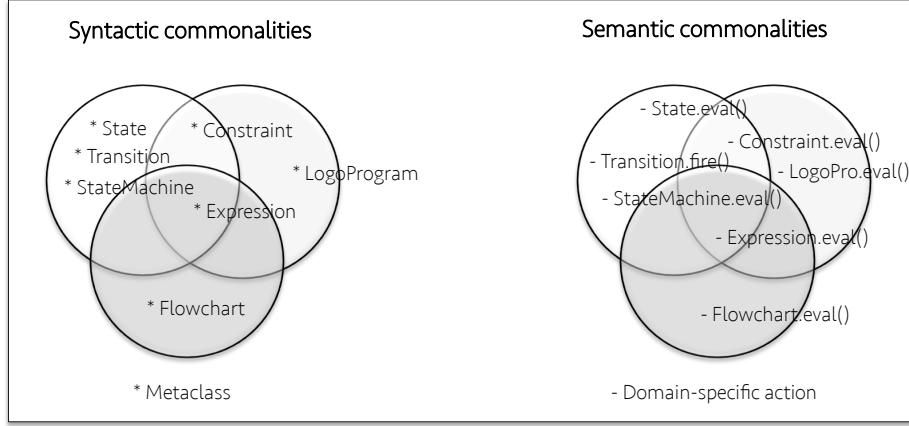 Syntactic commonalities
* State
* Constraint
* Transition
* LogoProgram
* StateMachine
* Expression
* Flowchart
* Metaclass
Semantic commonalities
- State.eval()
- Constraint.eval()
- Transition.fire()
- LogoPro.eval()
- StateMachine.eval()
- Expression.eval()
- Flowchart.eval()
- Domain-specific action